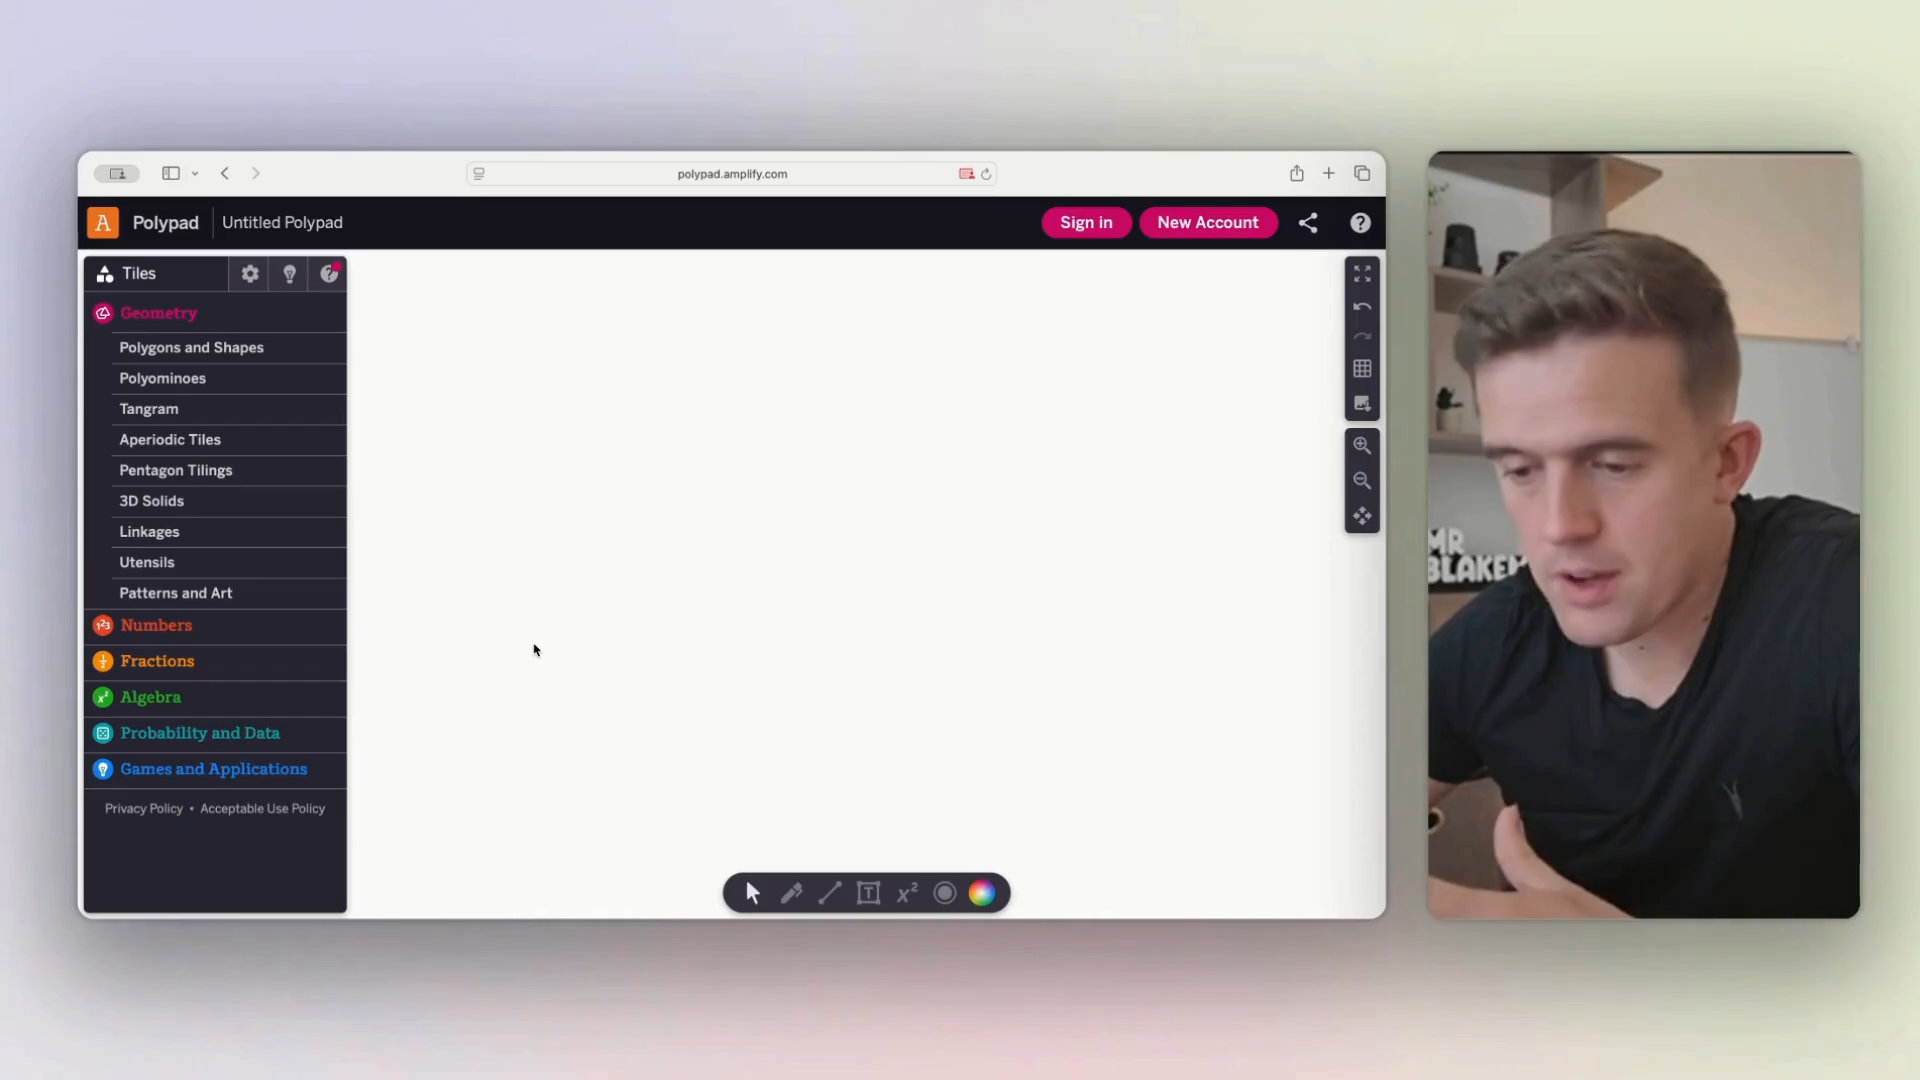 polypad.amplify.com
A Polypad Untitled Polypad Sign in New Account
Tiles
Geometry
Polygons and Shapes
Polyominoes
Tangram
Aperiodic Tiles
Pentagon Tilings
3D Solids
Linkages
Utensils
Patterns and Art
Numbers
Fractions
Algebra
Probability and Data
Games and Applications
Privacy Policy • Acceptable Use Policy
T x²
MR
BLAKE